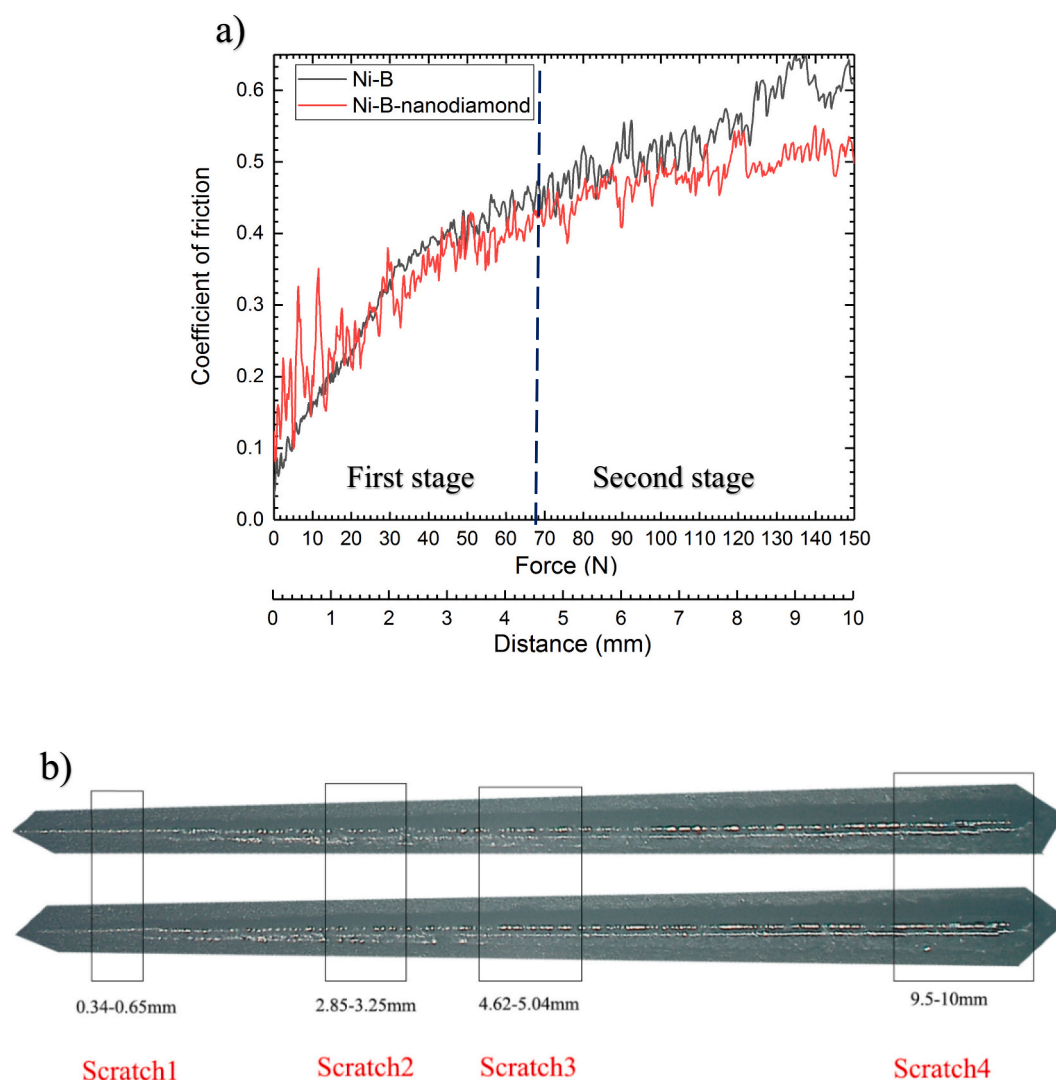 a)
Ni-B
Ni-B-nanodiamond
0.6
0.5
0.4
0.3
0.2
0.1
0.0
Coefficient of friction
First stage Second stage
0 10 20 30 40 50 60 70 80 90 100 110 120 130 140 150
Force (N)
0 1 2 3 4 5 6 7 8 9 10
Distance (mm)
b)
0.34-0.65mm 2.85-3.25mm 4.62-5.04mm 9.5-10mm
Scratch1 Scratch2 Scratch3 Scratch4